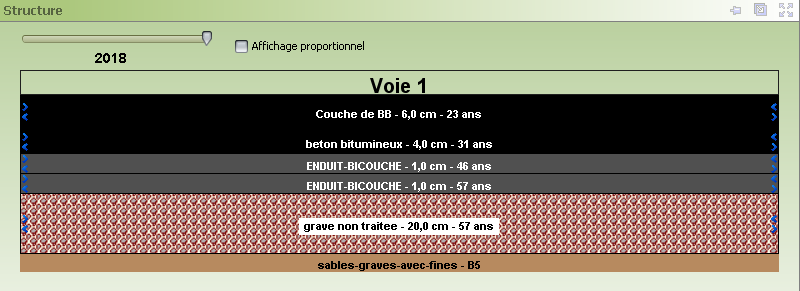 Structure
2018
Affichage proportionnel
Voie 1
Couche de BB - 6,0 cm - 23 ans
beton bitumineux - 4,0 cm - 31 ans
ENDUIT-BICOUCHE - 1,0 cm - 46 ans
ENDUIT-BICOUCHE - 1,0 cm - 57 ans
grave non traitee - 20,0 cm - 57 ans
sables-graves-avec-fines - B5